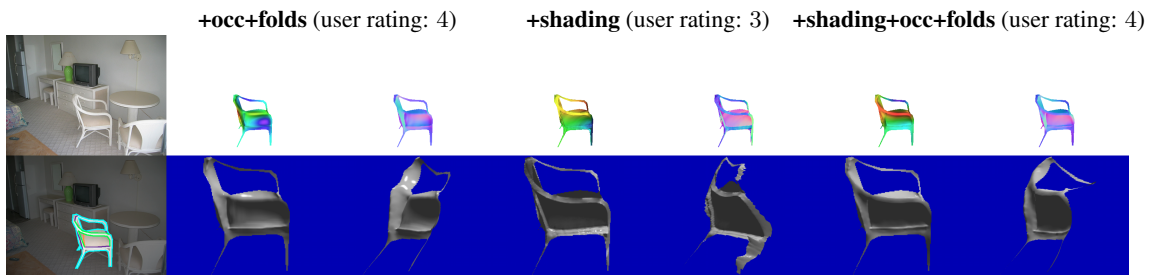 +occ+folds (user rating: 4) +shading (user rating: 3) +shading+occ+folds (user rating: 4)